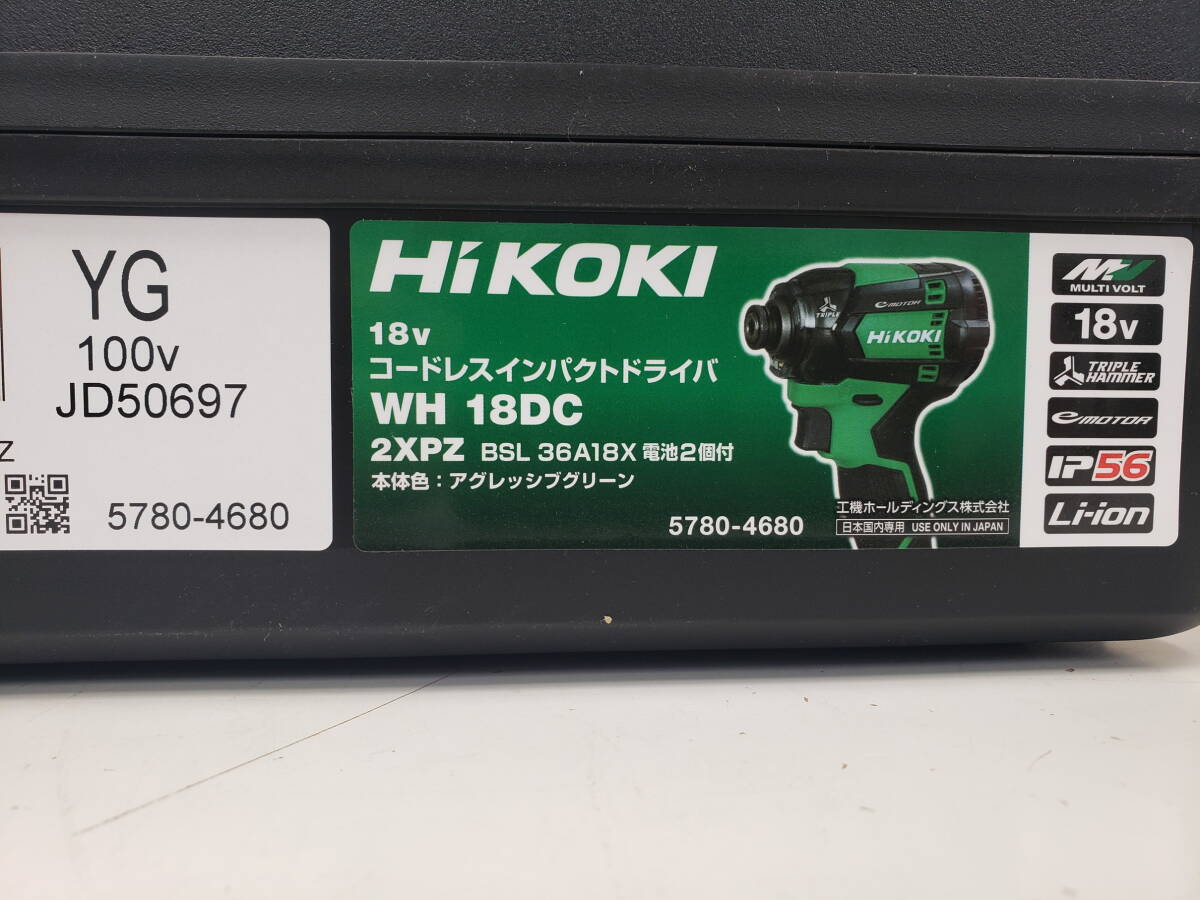 YG
100v
JD50697
Z
5780-4680
HiKOKI
18v
コードレスインパクトドライバ
WH 18DC
2XPZ BSL 36A18X 電池2個付
本体色：アグレッシブグリーン
5780-4680
工機ホールディングス株式会社
日本国内専用 USE ONLY IN JAPAN
TRIPLE
e MOTOR
HiKOKI
MV
MULTI VOLT
18v
TRIPLE
HAMMER
e MOTOR
IP56
Li-ion